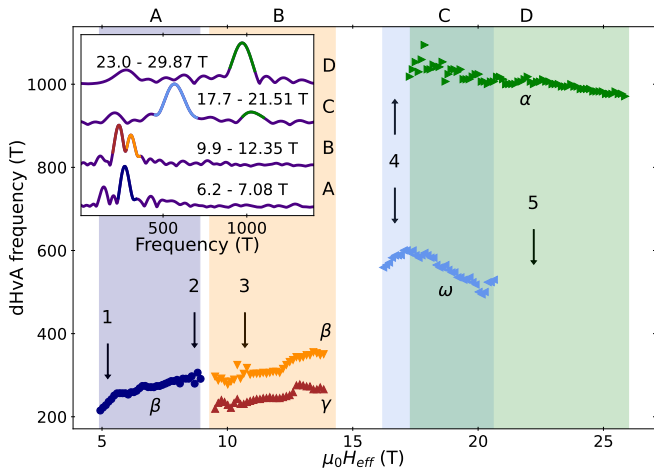 A B C D
23.0 - 29.87 T D
17.7 - 21.51 T C
9.9 - 12.35 T B
6.2 - 7.08 T A
500 1000
Frequency (T)
1000
800
600
400
200
dHvA frequency (T)
1
2
3
4
5
β
β
γ
ω
α
5 10 15 20 25
μ₀H_eff (T)